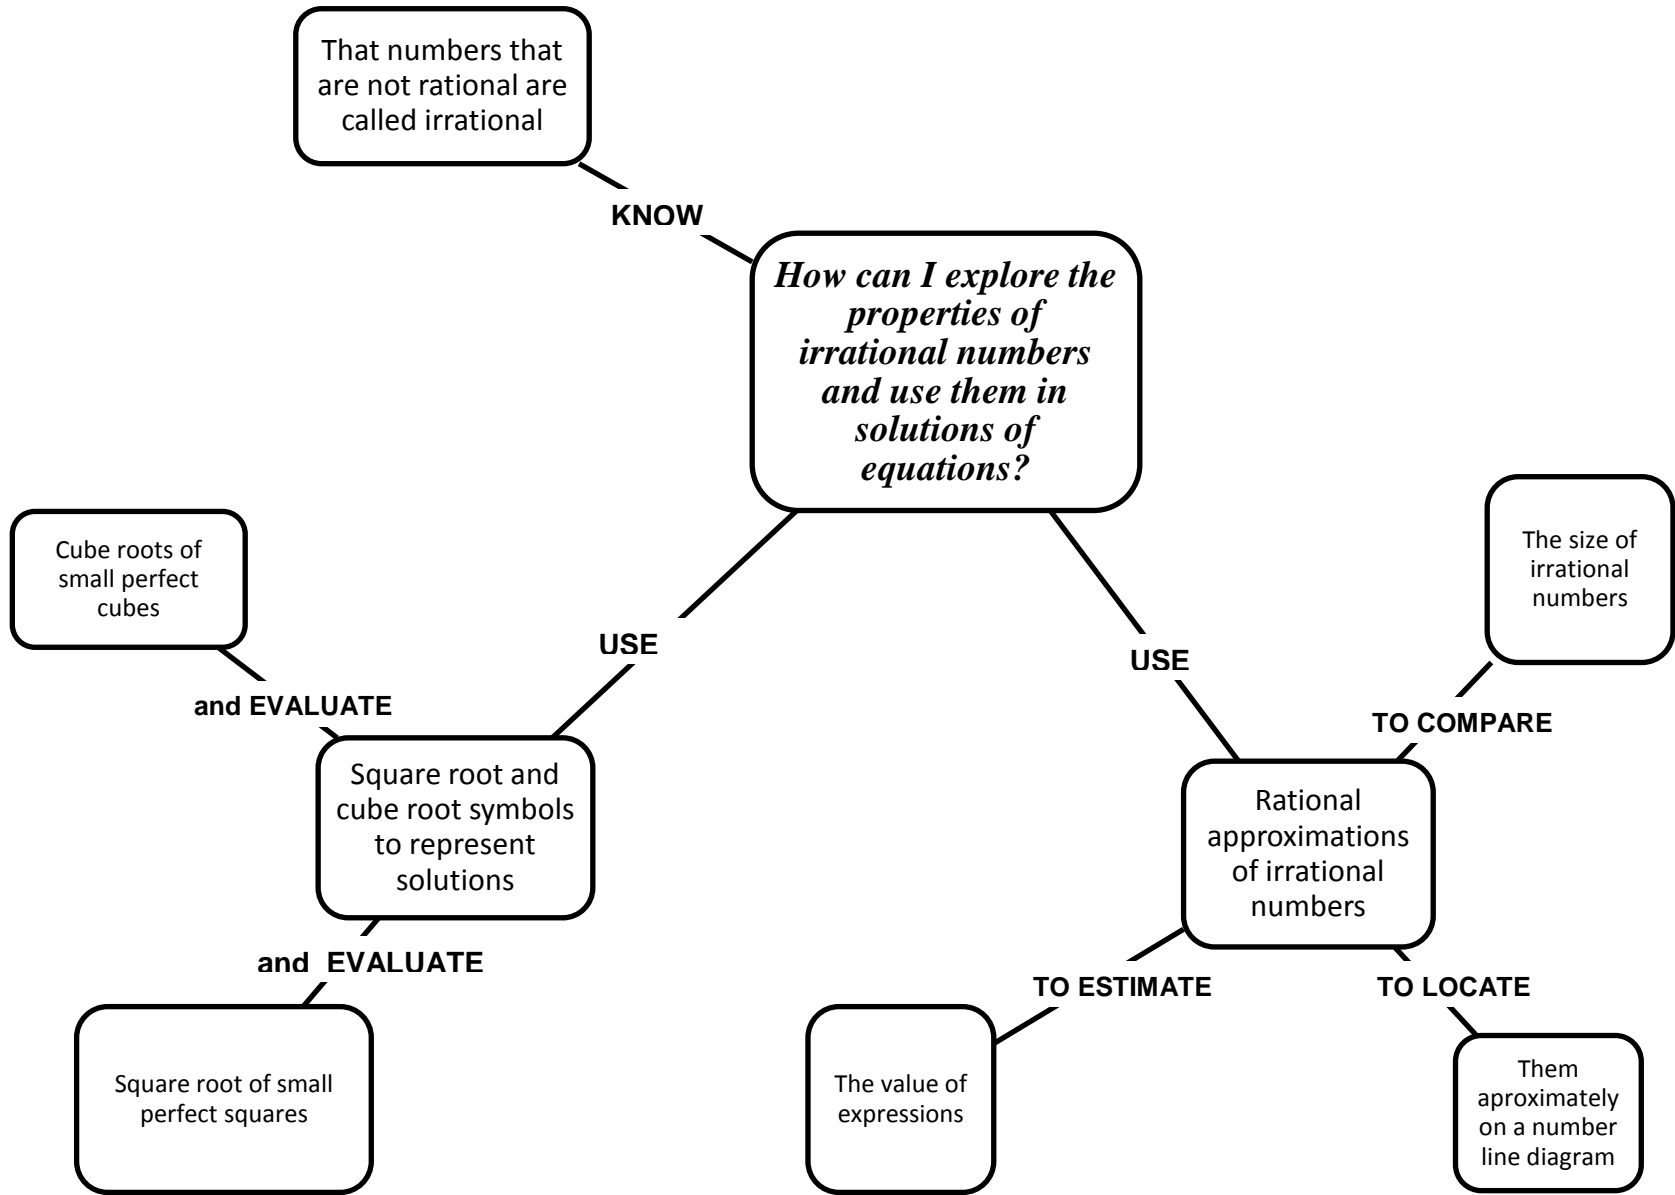 That numbers that
are not rational are
called irrational
KNOW
How can I explore the
properties of
irrational numbers
and use them in
solutions of
equations?
Cube roots of
small perfect
cubes
The size of
irrational
numbers
USE
USE
and EVALUATE
TO COMPARE
Square root and
cube root symbols
to represent
solutions
Rational
approximations
of irrational
numbers
and  EVALUATE
TO ESTIMATE
TO LOCATE
Square root of small
perfect squares
The value of
expressions
Them
aproximately
on a number
line diagram